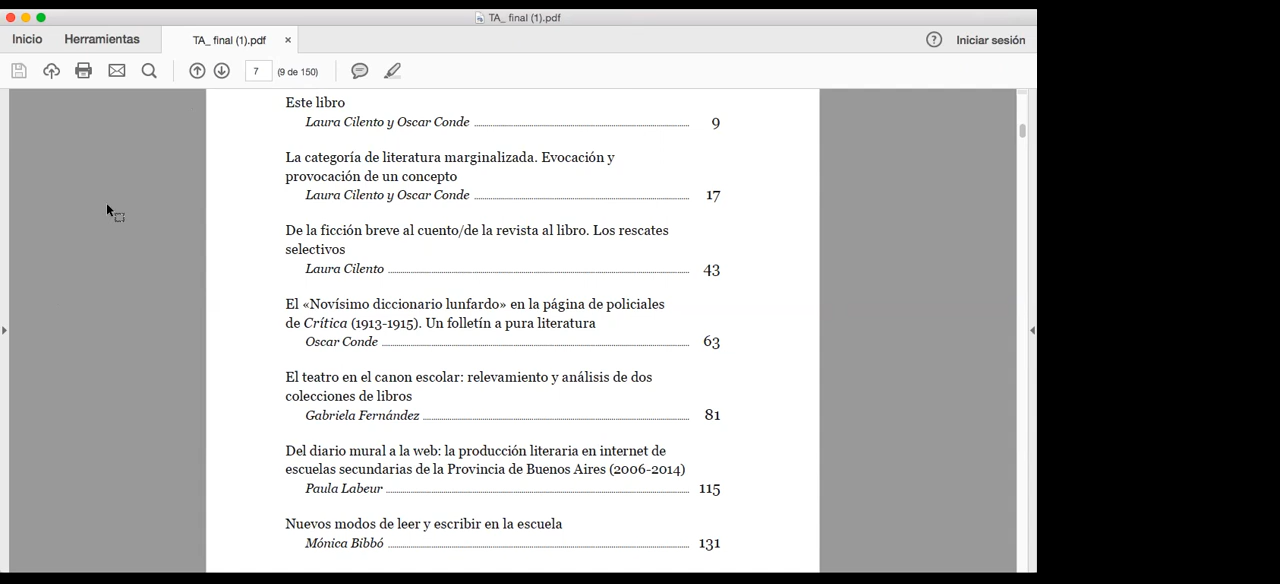 TA_ final (1).pdf
Inicio Herramientas TA_ final (1).pdf × ? Iniciar sesión
7 (9 de 150)
Este libro
Laura Cilento y Oscar Conde 9
La categoría de literatura marginalizada. Evocación y
provocación de un concepto
Laura Cilento y Oscar Conde 17
De la ficción breve al cuento/de la revista al libro. Los rescates
selectivos
Laura Cilento 43
El «Novísimo diccionario lunfardo» en la página de policiales
de Crítica (1913-1915). Un folletín a pura literatura
Oscar Conde 63
El teatro en el canon escolar: relevamiento y análisis de dos
colecciones de libros
Gabriela Fernández 81
Del diario mural a la web: la producción literaria en internet de
escuelas secundarias de la Provincia de Buenos Aires (2006-2014)
Paula Labeur 115
Nuevos modos de leer y escribir en la escuela
Mónica Bibbó 131